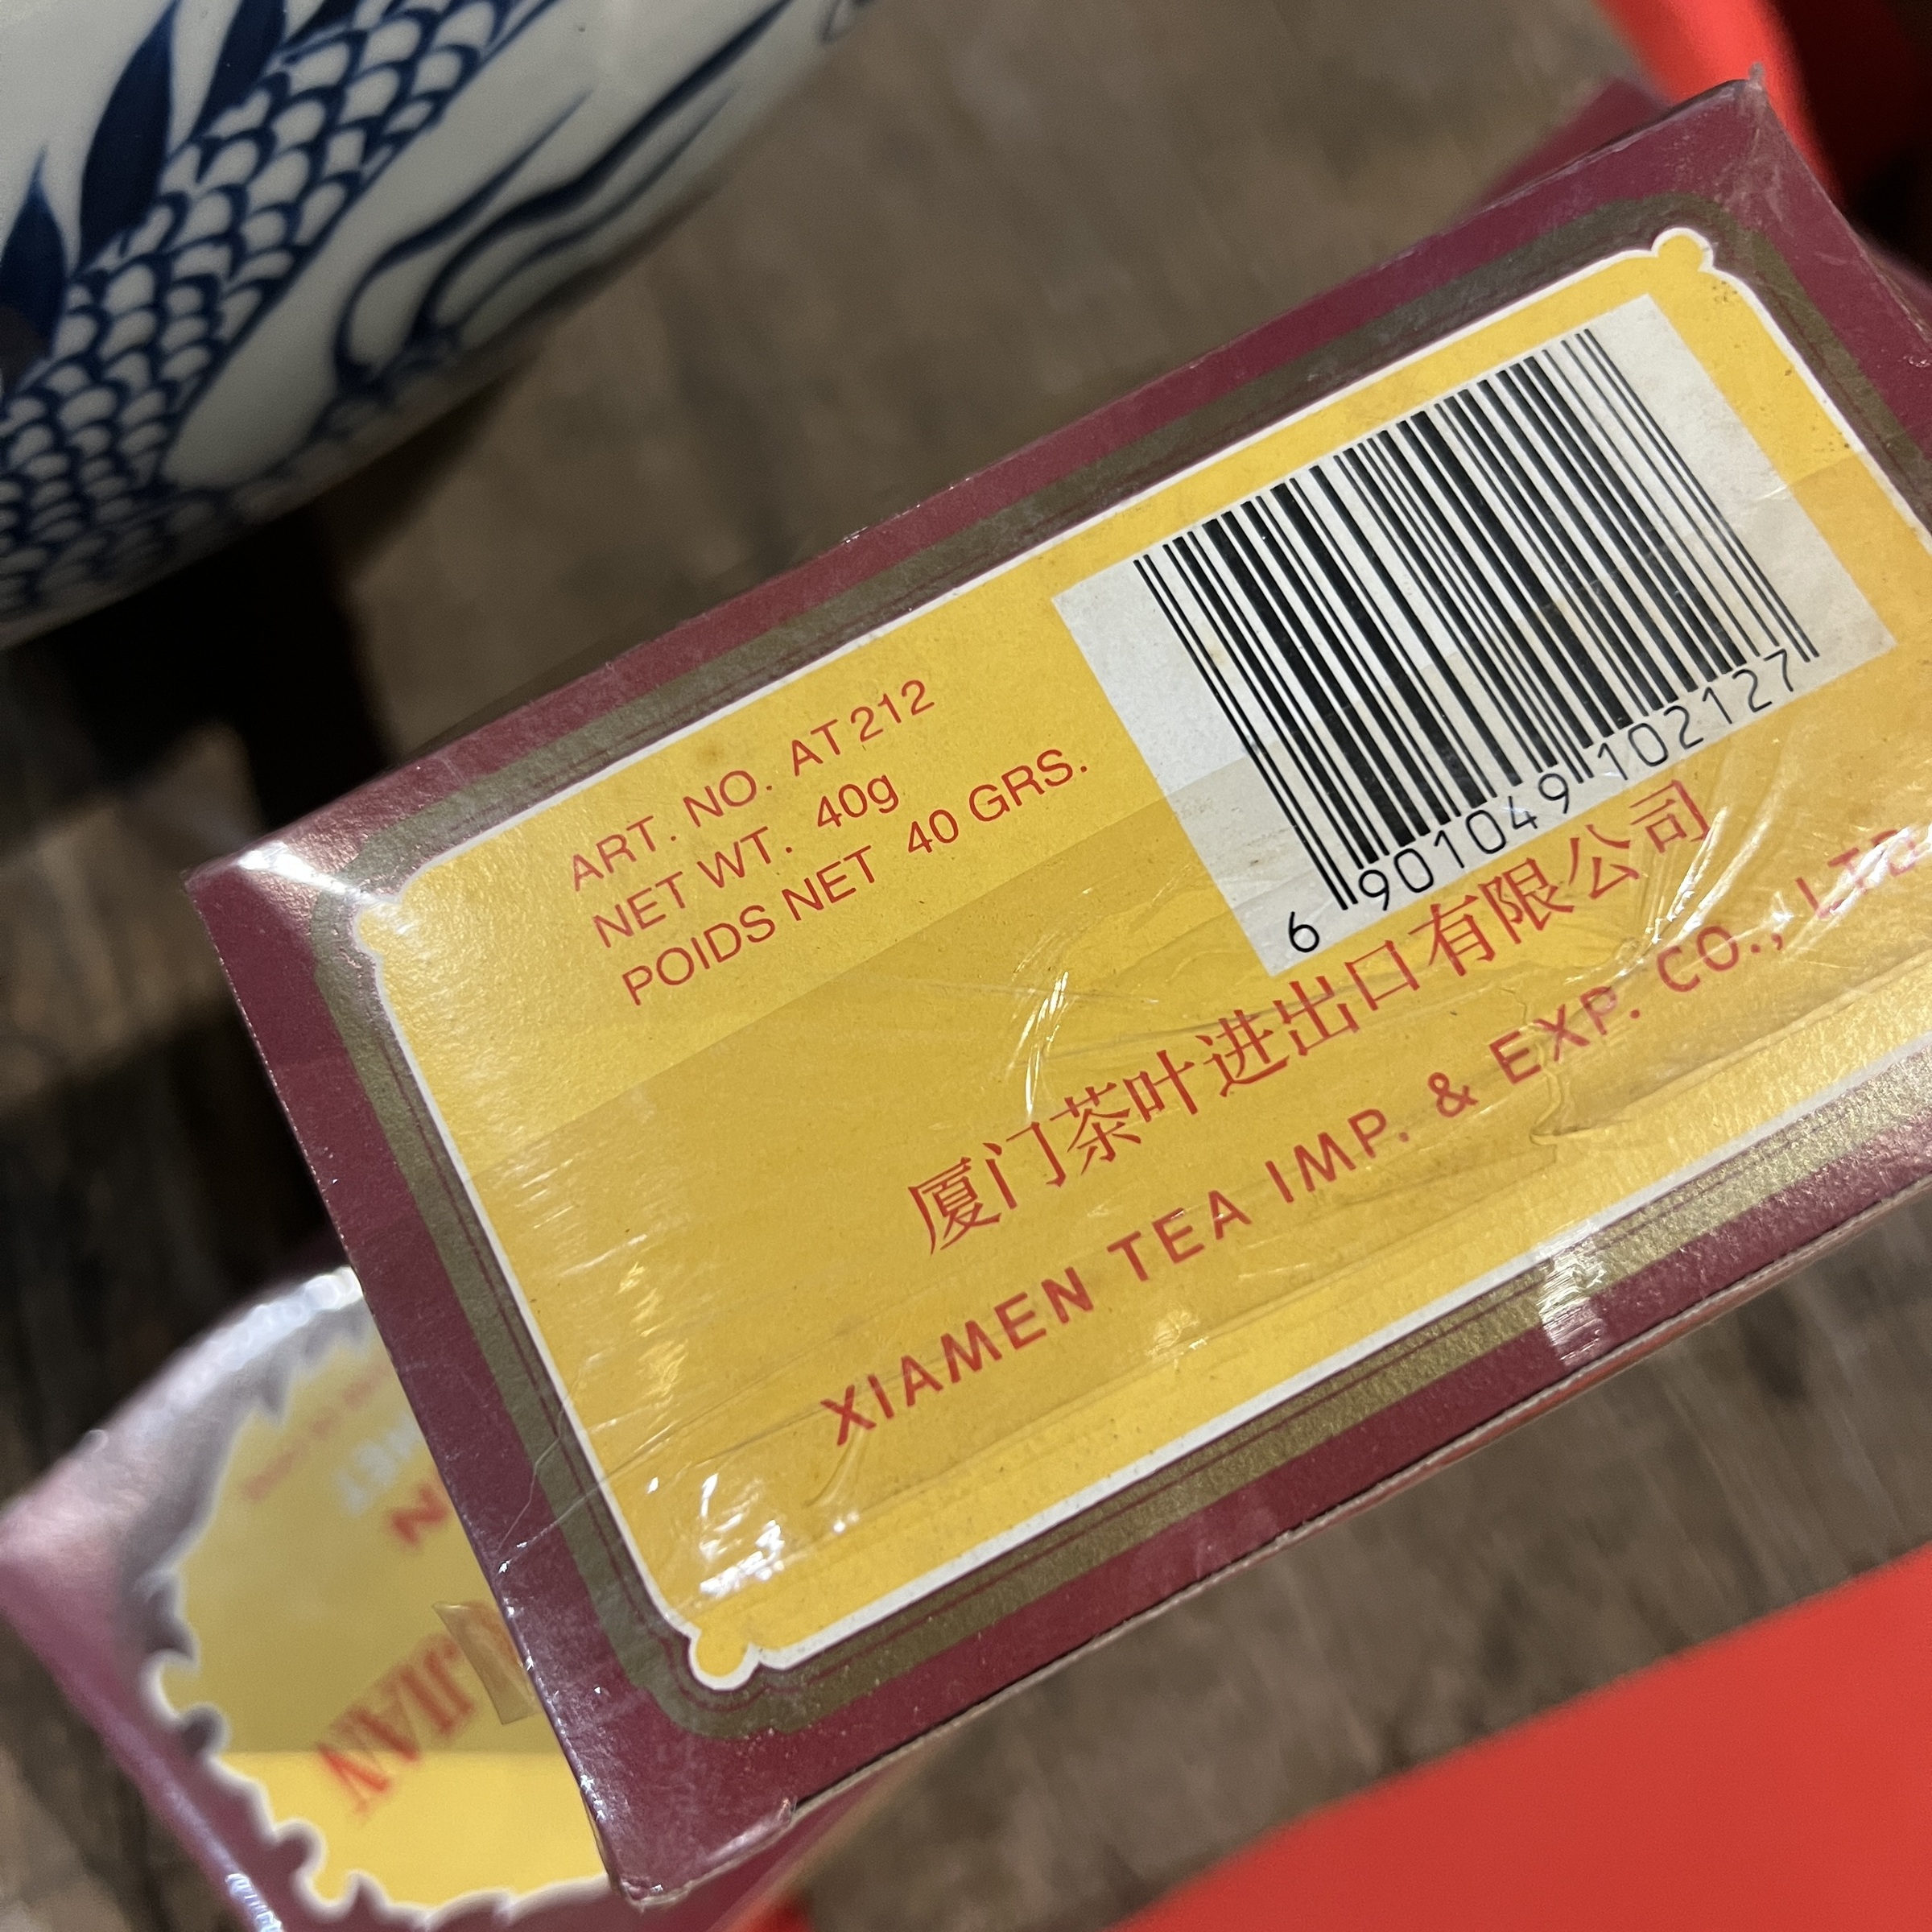 ART. NO. AT212
NET WT. 40g
POIDS NET 40 GRS.
6 901049 102127
厦门茶叶进出口有限公司
XIAMEN TEA IMP. & EXP. CO., LTD